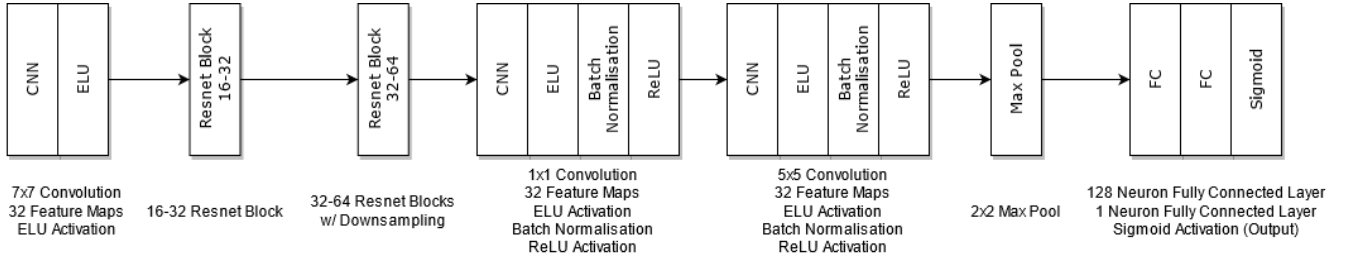 CNN
ELU
Resnet Block
16-32
Resnet Block
32-64
CNN
ELU
Batch
Normalisation
ReLU
CNN
ELU
Batch
Normalisation
ReLU
Max Pool
FC
FC
Sigmoid
7x7 Convolution
32 Feature Maps
ELU Activation
16-32 Resnet Block
32-64 Resnet Blocks
w/ Downsampling
1x1 Convolution
32 Feature Maps
ELU Activation
Batch Normalisation
ReLU Activation
5x5 Convolution
32 Feature Maps
ELU Activation
Batch Normalisation
ReLU Activation
2x2 Max Pool
128 Neuron Fully Connected Layer
1 Neuron Fully Connected Layer
Sigmoid Activation (Output)